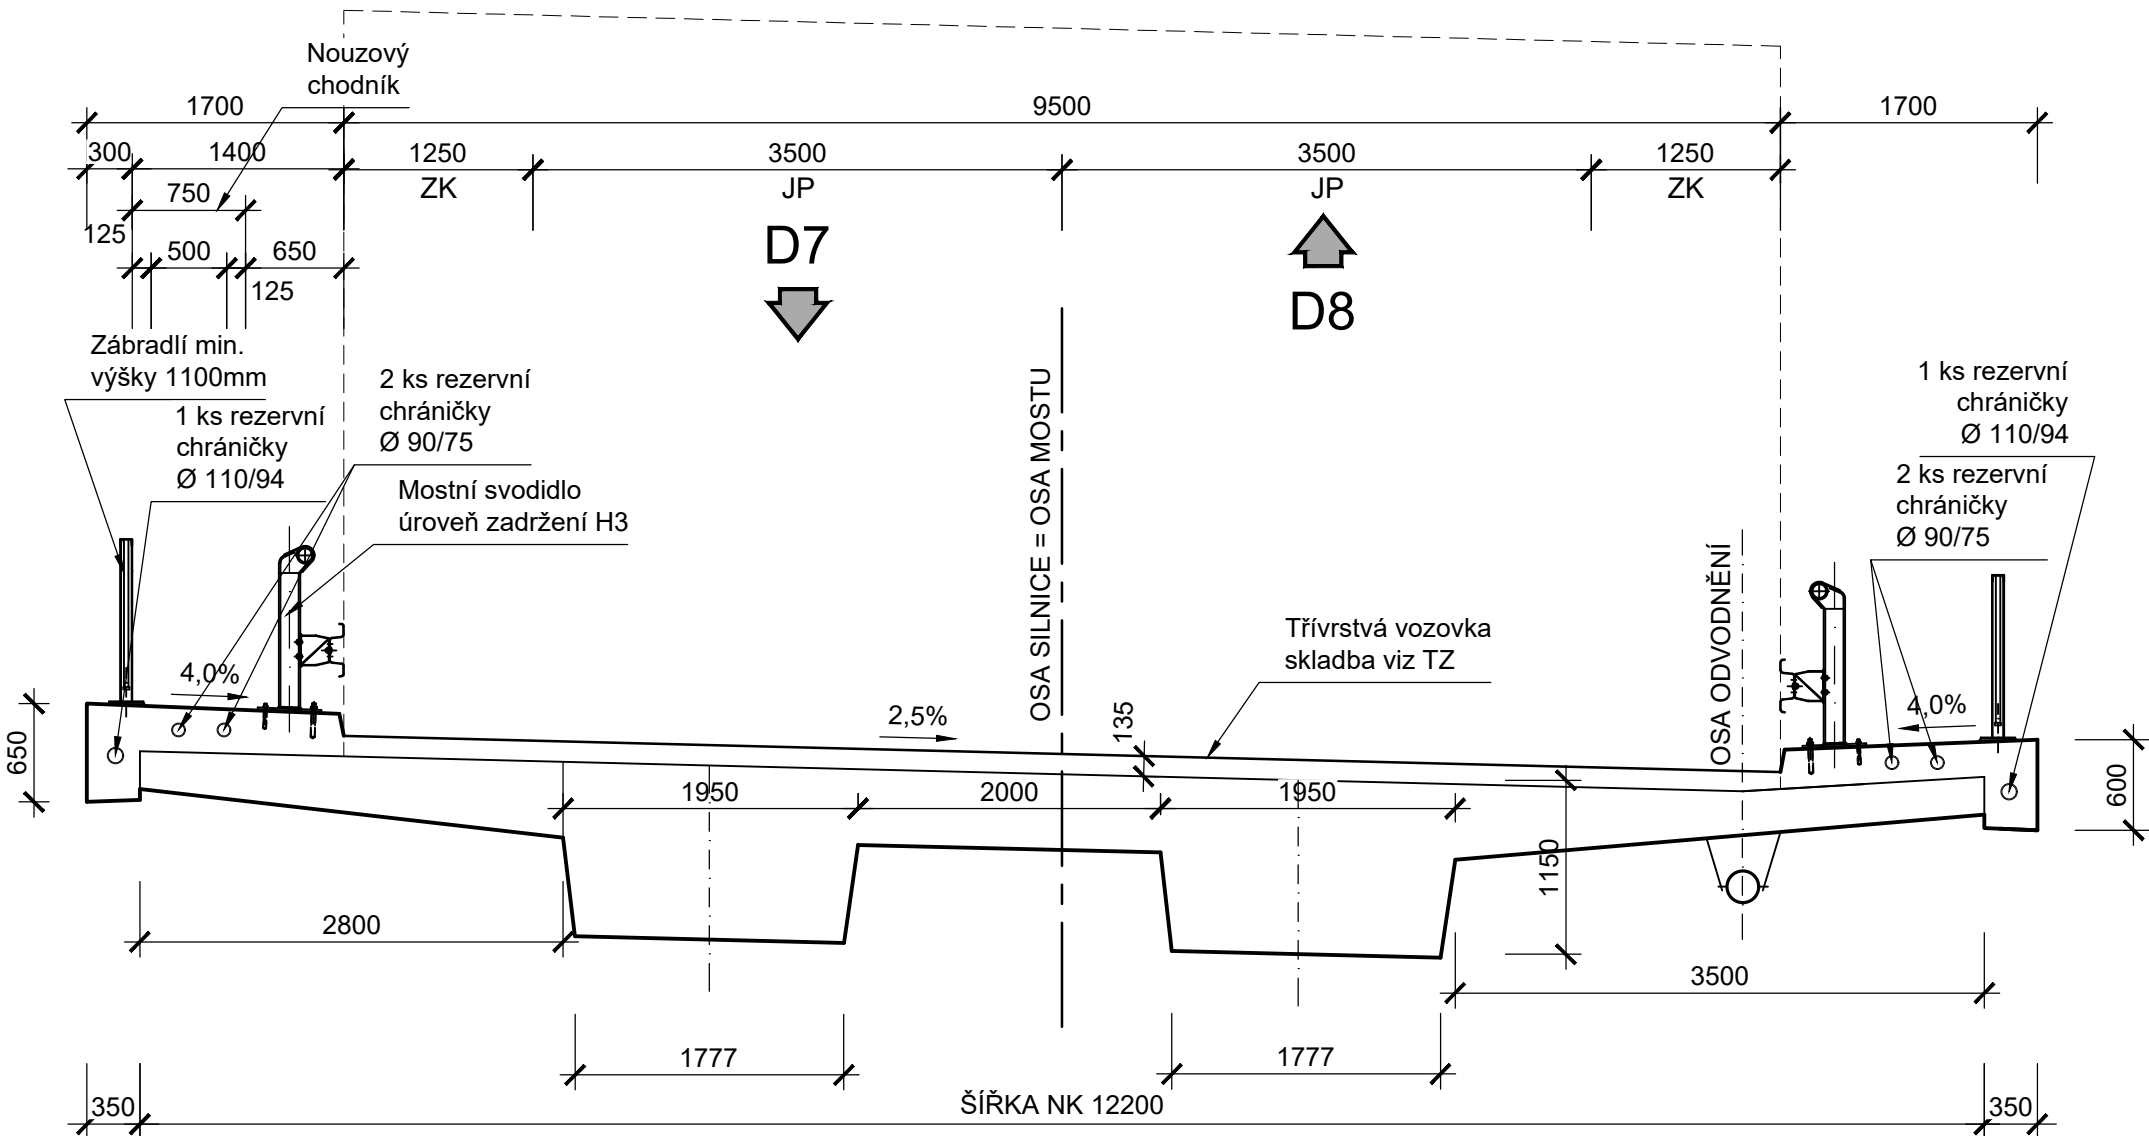 Nouzový
chodník
1700
9500
1700
300
1400
1250
3500
3500
1250
ZK
JP
JP
ZK
750
125
500
650
125
D7
D8
Zábradlí min.
výšky 1100mm
1 ks rezervní
chráničky
Ø 110/94
2 ks rezervní
chráničky
Ø 90/75
Mostní svodidlo
úroveň zadržení H3
OSA SILNICE = OSA MOSTU
1 ks rezervní
chráničky
Ø 110/94
2 ks rezervní
chráničky
Ø 90/75
OSA ODVODNĚNÍ
Třívrstvá vozovka
skladba viz TZ
4,0%
2,5%
135
4,0%
650
600
1950
2000
1950
1150
2800
3500
1777
1777
350
ŠÍŘKA NK 12200
350